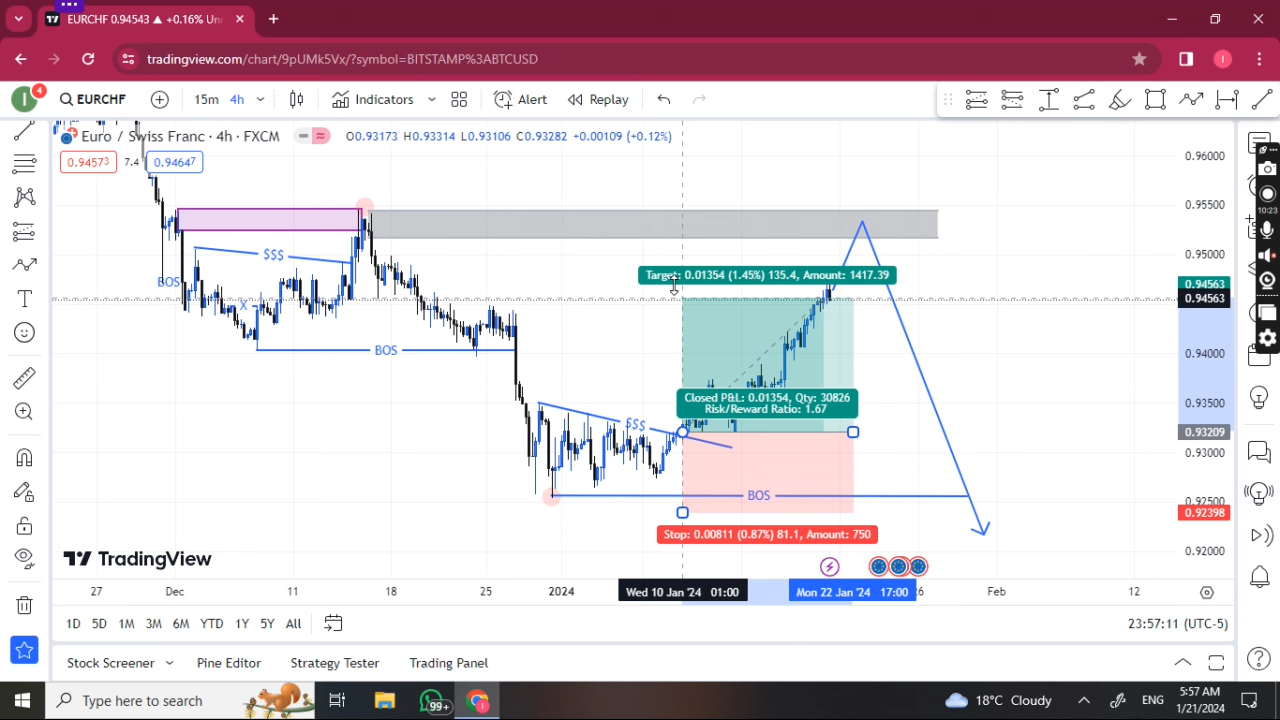 EURCHF 0.94543 ▲ +0.16% Un
tradingview.com/chart/9pUMk5Vx/?symbol=BITSTAMP%3ABTCUSD
4 EURCHF 15m 4h Indicators Alert Replay
Euro / Swiss Franc · 4h · FXCM O0.93173 H0.93314 L0.93106 C0.93282 +0.00109 (+0.12%)
0.94573 7.4 0.94647
0.96000
0.95500
0.95000
0.94563
0.94563
0.94000
0.93500
0.93209
0.93000
0.92500
0.92398
0.92000
10:23
$$$
BOS
X
BOS
Target: 0.01354 (1.45%) 135.4, Amount: 1417.39
Closed P&L: 0.01354, Qty: 30826
Risk/Reward Ratio: 1.67
$$$
BOS
Stop: 0.00811 (0.87%) 81.1, Amount: 750
TradingView
27 Dec 11 18 25 2024 Wed 10 Jan '24 01:00 Mon 22 Jan '24 17:00 26 Feb 12
1D 5D 1M 3M 6M YTD 1Y 5Y All 23:57:11 (UTC-5)
Stock Screener Pine Editor Strategy Tester Trading Panel
Type here to search 99+ 18°C Cloudy ENG 5:57 AM
1/21/2024